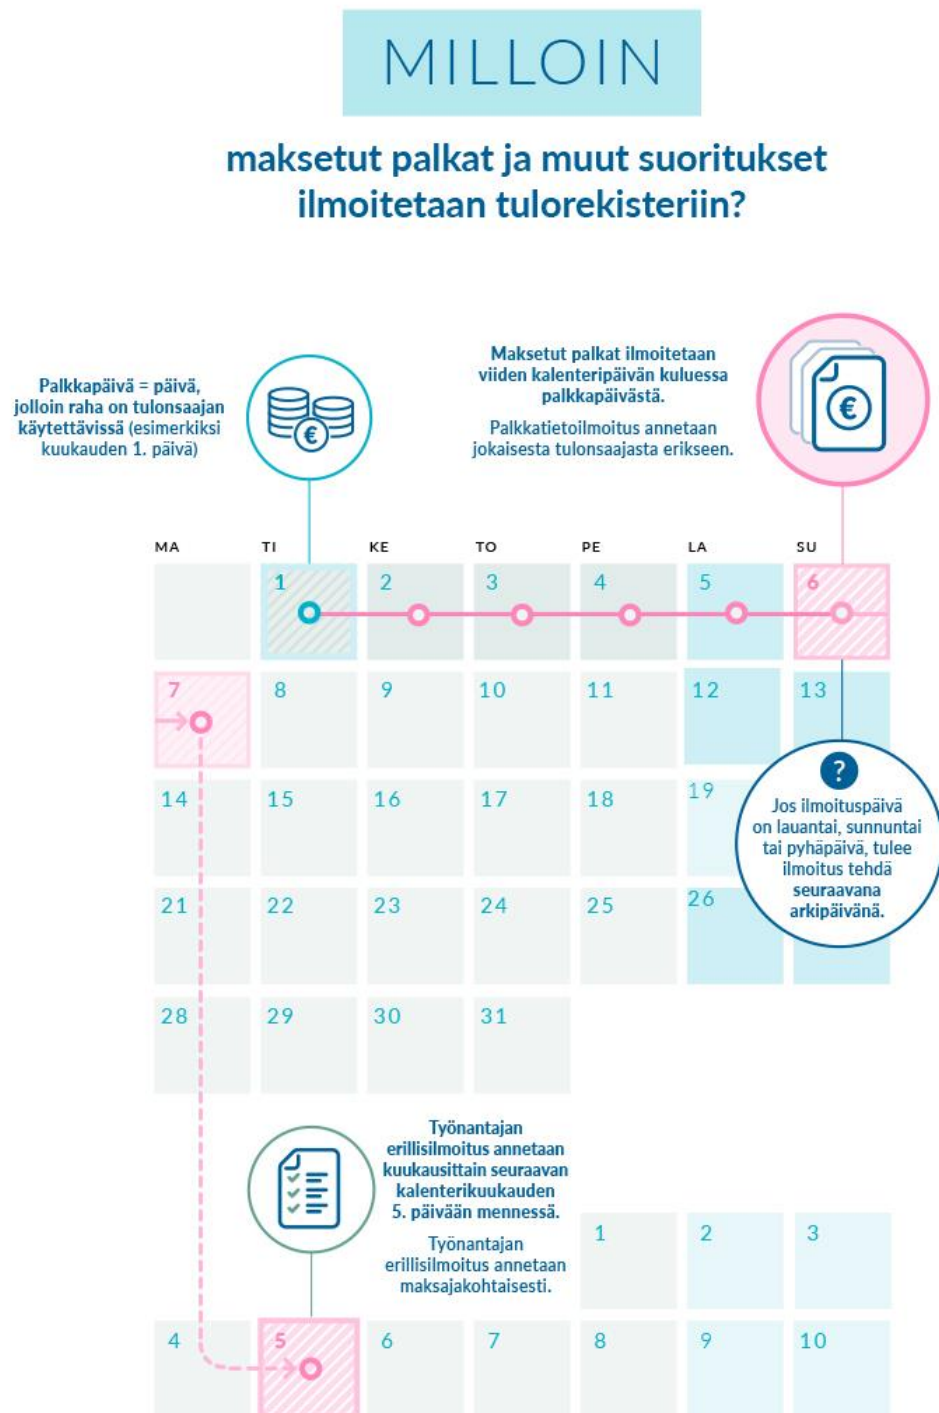 MILLOIN
maksetut palkat ja muut suoritukset
ilmoitetaan tulorekisteriin?
Palkkapäivä = päivä,
jolloin raha on tulonsaajan
käytettävissä (esimerkiksi
kuukauden 1. päivä)
€
Maksetut palkat ilmoitetaan
viiden kalenteripäivän kuluessa
palkkapäivästä.
Palkkatietoilmoitus annetaan
jokaisesta tulonsaajasta erikseen.
€
MA TI KE TO PE LA SU
1 2 3 4 5 6
7 8 9 10 11 12 13
14 15 16 17 18 19
21 22 23 24 25 26
28 29 30 31
?
Jos ilmoituspäivä
on lauantai, sunnuntai
tai pyhäpäivä, tulee
ilmoitus tehdä
seuraavana
arkipäivänä.
Työnantajan
erillisilmoitus annetaan
kuukausittain seuraavan
kalenterikuukauden
5. päivään mennessä.
Työnantajan
erillisilmoitus annetaan
maksajakohtaisesti.
1 2 3
4 5 6 7 8 9 10